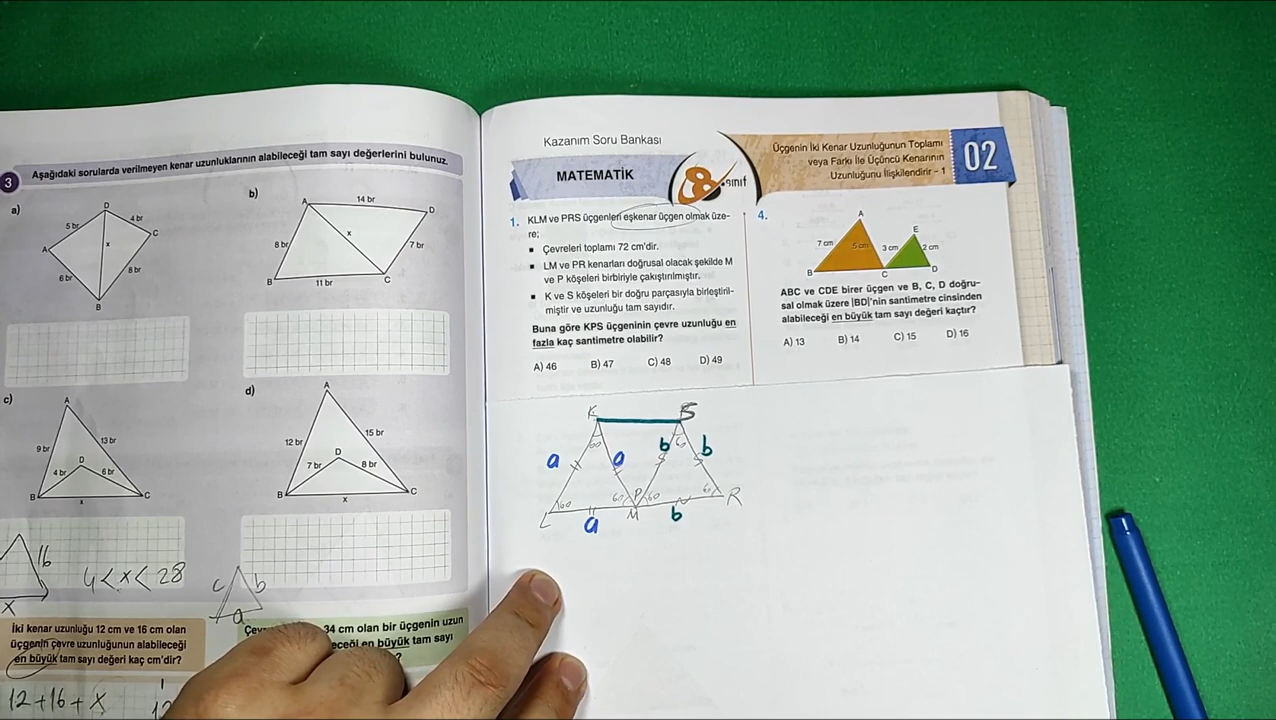 3
Aşağıdaki sorularda verilmeyen kenar uzunluklarının alabileceği tam sayı değerlerini bulunuz.
a)
D
5 br
4 br
A
x
C
6 br
8 br
B
b)
A
14 br
D
8 br
x
7 br
B
11 br
C
c)
A
9 br
13 br
D
4 br
6 br
B
x
C
d)
A
12 br
15 br
D
7 br
8 br
B
x
C
16
x
4 < x < 28
c
b
a
İki kenar uzunluğu 12 cm ve 16 cm olan
üçgenin çevre uzunluğunun alabileceği
en büyük tam sayı değeri kaç cm'dir?
12+16+x
34 cm olan bir üçgenin uzun
en büyük tam sayı
Kazanım Soru Bankası
MATEMATİK
8.sınıf
Üçgenin İki Kenar Uzunluğunun Toplamı
veya Farkı İle Üçüncü Kenarının
Uzunluğunu İlişkilendirir - 1
02
1. KLM ve PRS üçgenleri eşkenar üçgen olmak üze-
re;
▪ Çevreleri toplamı 72 cm'dir.
▪ LM ve PR kenarları doğrusal olacak şekilde M
ve P köşeleri birbiriyle çakıştırılmıştır.
▪ K ve S köşeleri bir doğru parçasıyla birleştiril-
miştir ve uzunluğu tam sayıdır.
Buna göre KPS üçgeninin çevre uzunluğu en
fazla kaç santimetre olabilir?
A) 46 B) 47 C) 48 D) 49
4.
A
E
7 cm
5 cm
3 cm
2 cm
B
C
D
ABC ve CDE birer üçgen ve B, C, D doğru-
sal olmak üzere |BD|'nin santimetre cinsinden
alabileceği en büyük tam sayı değeri kaçtır?
A) 13 B) 14 C) 15 D) 16
K
S
60
60
a
a
b
b
60
60
P
60
60
L
a
M
b
R